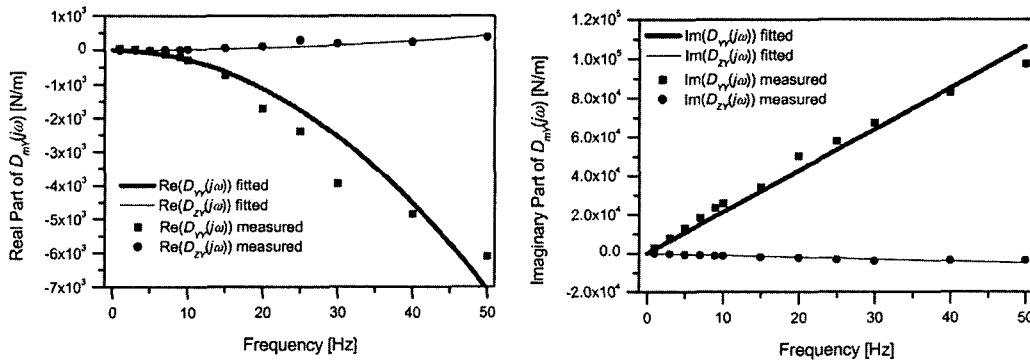 Real Part of D_mY(jω) [N/m]
1x10³
0
-1x10³
-2x10³
-3x10³
-4x10³
-5x10³
-6x10³
-7x10³
Re(D_YY(jω)) fitted
Re(D_ZY(jω)) fitted
Re(D_YY(jω)) measured
Re(D_ZY(jω)) measured
0 10 20 30 40 50
Frequency [Hz]
Imaginary Part of D_mY(jω) [N/m]
1.2x10⁵
1.0x10⁵
8.0x10⁴
6.0x10⁴
4.0x10⁴
2.0x10⁴
0.0
-2.0x10⁴
Im(D_YY(jω)) fitted
Im(D_ZY(jω)) fitted
Im(D_YY(jω)) measured
Im(D_ZY(jω)) measured
0 10 20 30 40 50
Frequency [Hz]